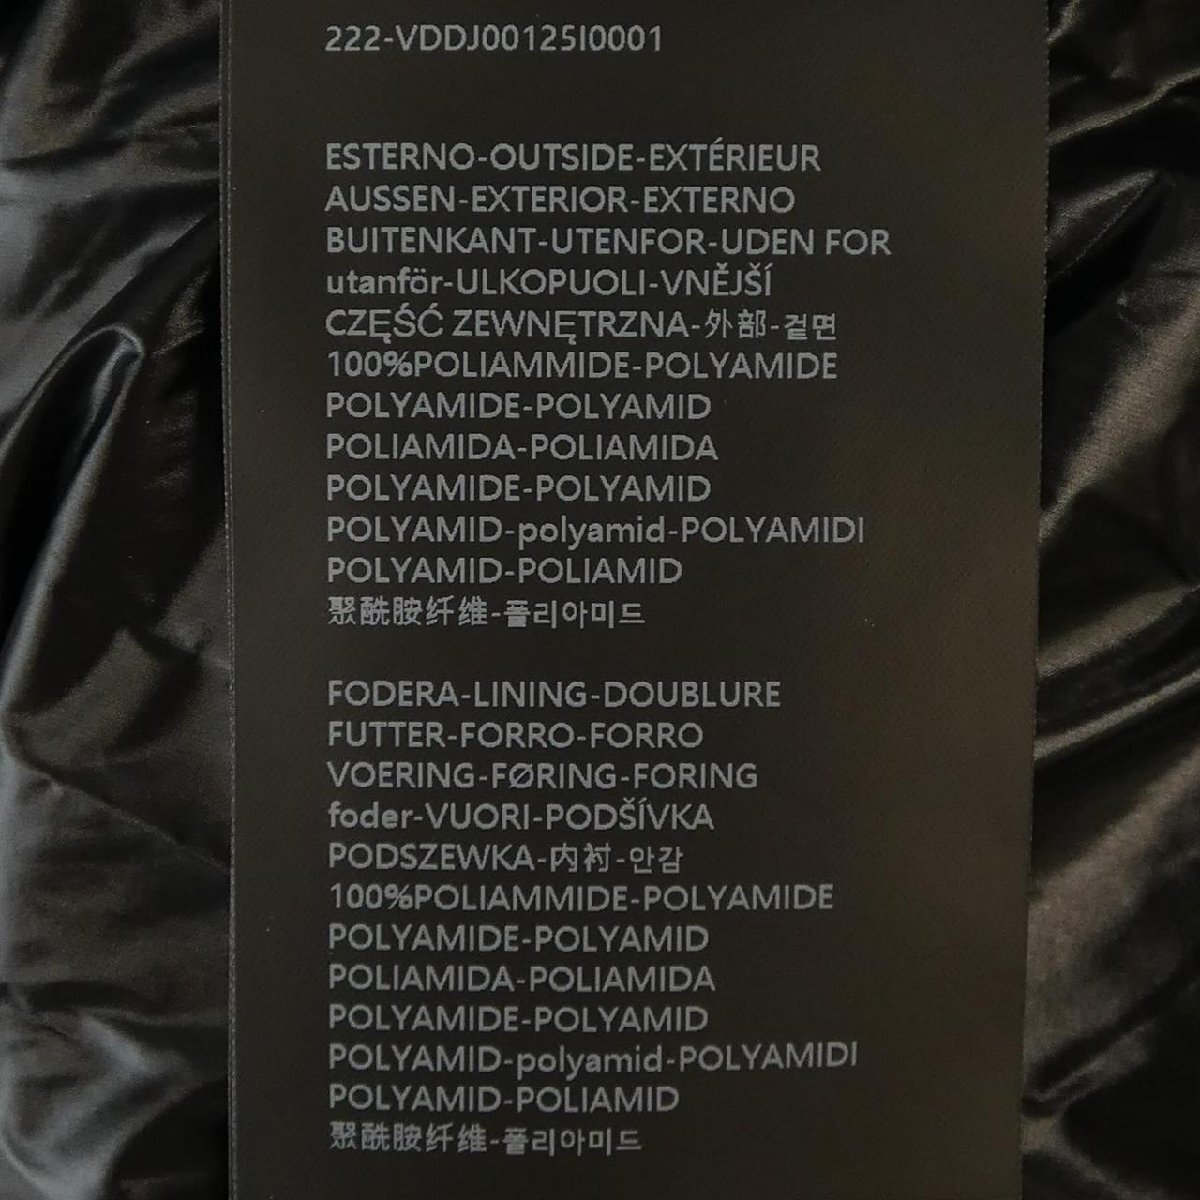 222-VDDJ00125I0001
ESTERNO-OUTSIDE-EXTÉRIEUR
AUSSEN-EXTERIOR-EXTERNO
BUITENKANT-UTENFOR-UDEN FOR
utanför-ULKOPUOLI-VNĚJŠÍ
CZĘŚĆ ZEWNĘTRZNA-外部-겉면
100%POLIAMMIDE-POLYAMIDE
POLYAMIDE-POLYAMID
POLIAMIDA-POLIAMIDA
POLYAMIDE-POLYAMID
POLYAMID-polyamid-POLYAMIDI
POLYAMID-POLIAMID
聚酰胺纤维-폴리아미드
FODERA-LINING-DOUBLURE
FUTTER-FORRO-FORRO
VOERING-FØRING-FORING
foder-VUORI-PODŠÍVKA
PODSZEWKA-内衬-안감
100%POLIAMMIDE-POLYAMIDE
POLYAMIDE-POLYAMID
POLIAMIDA-POLIAMIDA
POLYAMIDE-POLYAMID
POLYAMID-polyamid-POLYAMIDI
POLYAMID-POLIAMID
聚酰胺纤维-폴리아미드